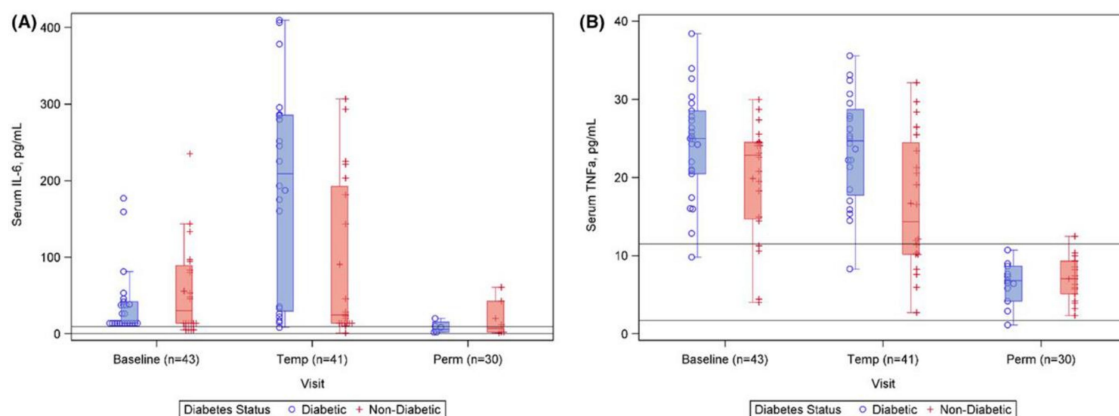 (A)
400
300
200
100
0
Serum IL-6, pg/mL
Baseline (n=43) Temp (n=41) Perm (n=30)
Visit
Diabetes Status Diabetic Non-Diabetic
(B)
40
30
20
10
0
Serum TNFa, pg/mL
Baseline (n=43) Temp (n=41) Perm (n=30)
Visit
Diabetes Status Diabetic Non-Diabetic